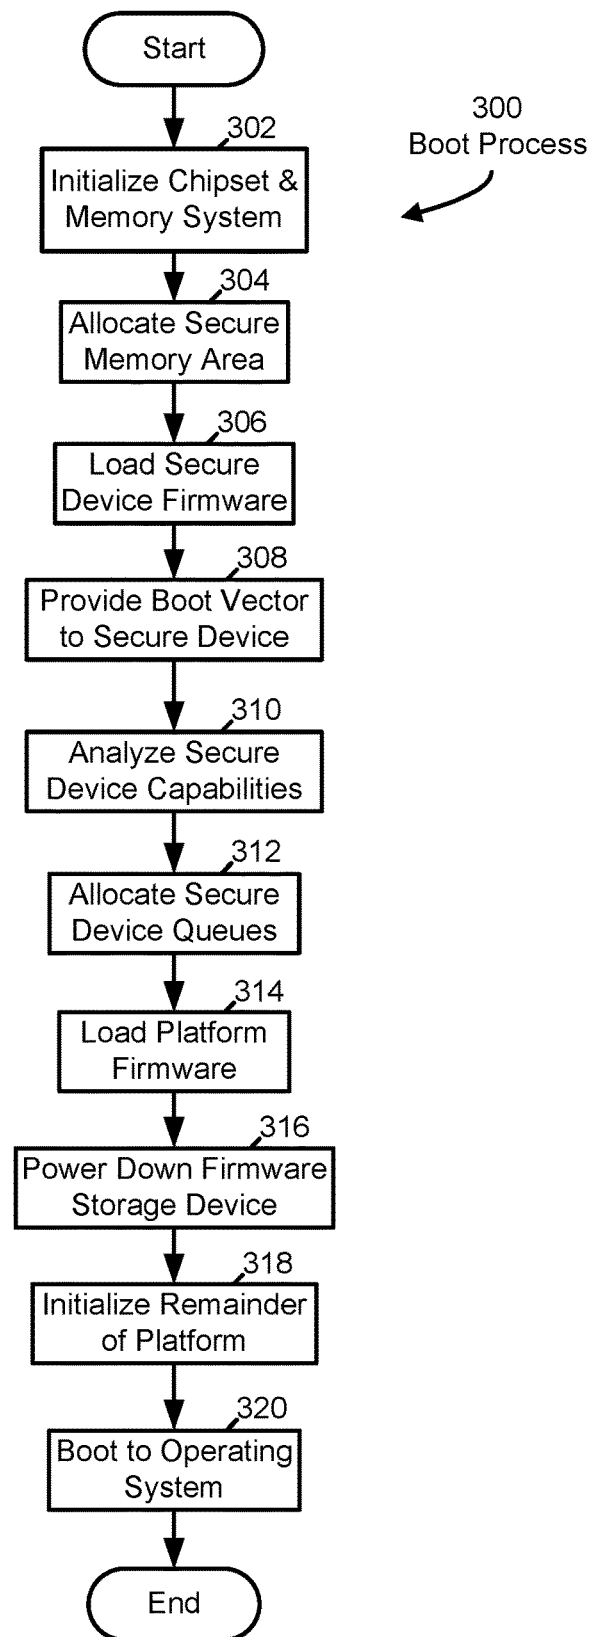 Start
300
Boot Process
302
Initialize Chipset &
Memory System
304
Allocate Secure
Memory Area
306
Load Secure
Device Firmware
308
Provide Boot Vector
to Secure Device
310
Analyze Secure
Device Capabilities
312
Allocate Secure
Device Queues
314
Load Platform
Firmware
316
Power Down Firmware
Storage Device
318
Initialize Remainder
of Platform
320
Boot to Operating
System
End